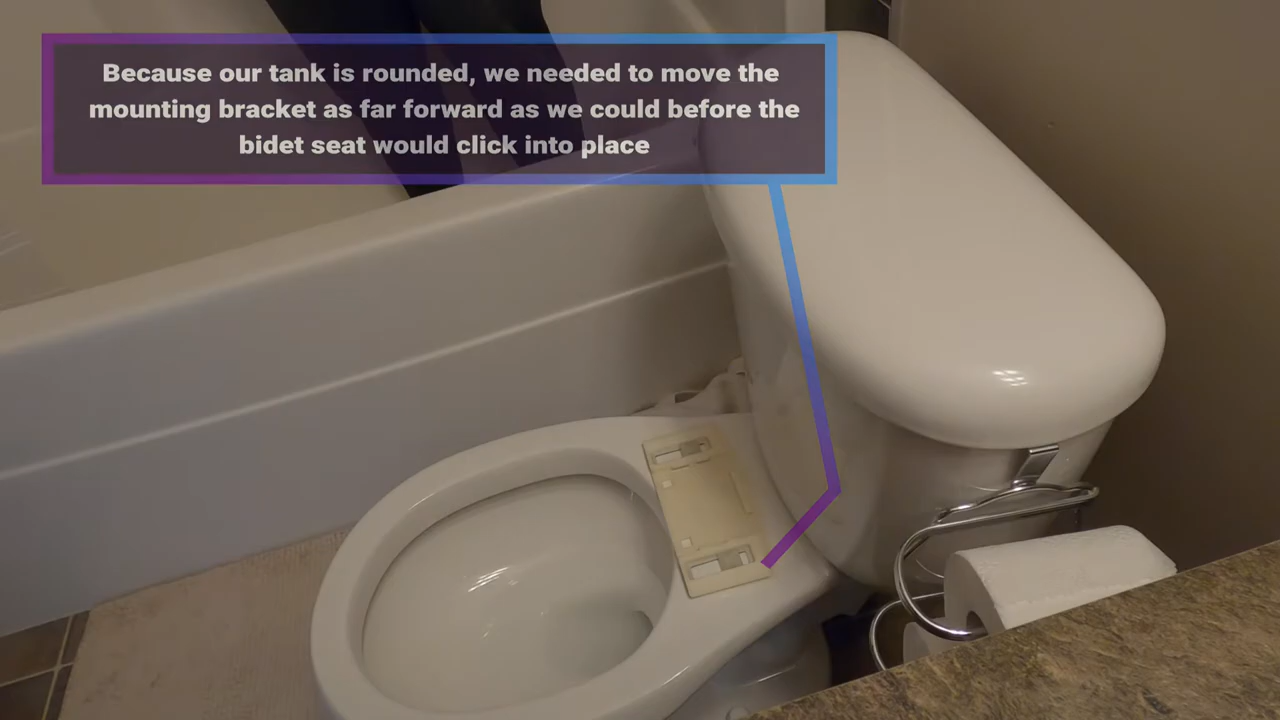 Because our tank is rounded, we needed to move the
mounting bracket as far forward as we could before the
bidet seat would click into place